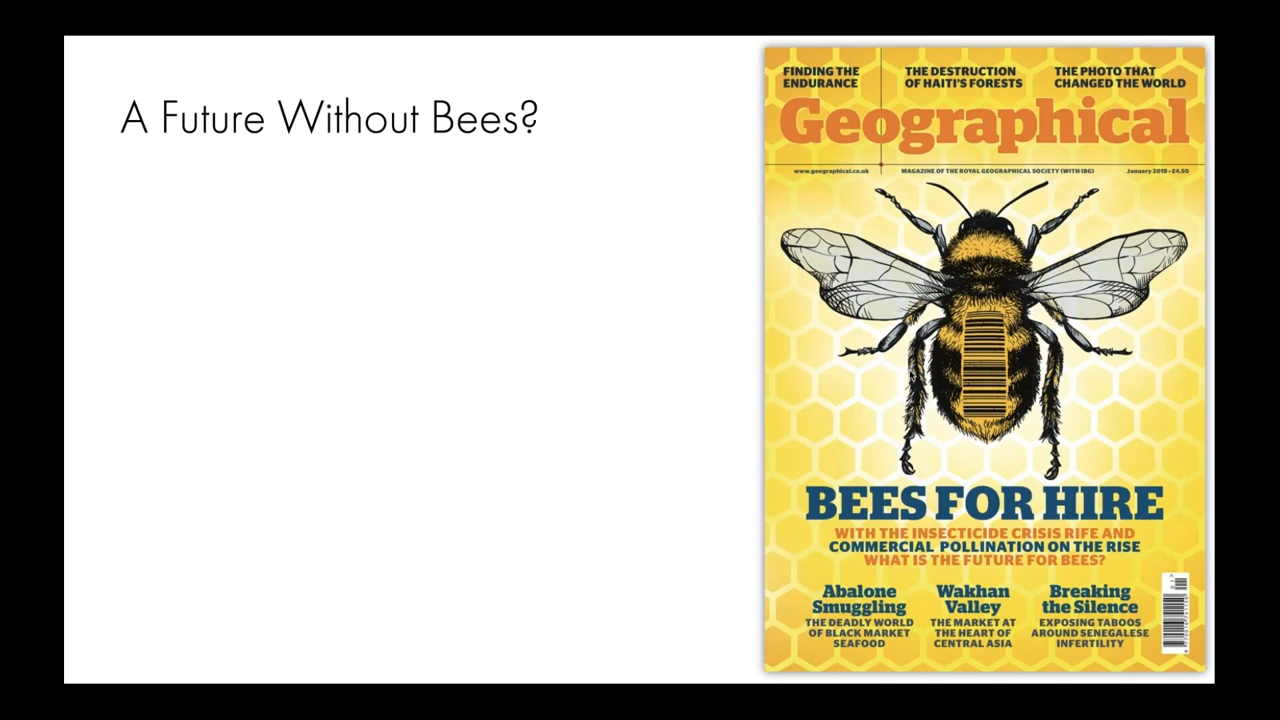 A Future Without Bees?
FINDING THE
ENDURANCE
THE DESTRUCTION
OF HAITI'S FORESTS
THE PHOTO THAT
CHANGED THE WORLD
Geographical
www.geographical.co.uk
MAGAZINE OF THE ROYAL GEOGRAPHICAL SOCIETY (WITH IBG)
January 2019 • £4.50
BEES FOR HIRE
WITH THE INSECTICIDE CRISIS RIFE AND
COMMERCIAL POLLINATION ON THE RISE
WHAT IS THE FUTURE FOR BEES?
Abalone
Smuggling
THE DEADLY WORLD
OF BLACK MARKET
SEAFOOD
Wakhan
Valley
THE MARKET AT
THE HEART OF
CENTRAL ASIA
Breaking
the Silence
EXPOSING TABOOS
AROUND SENEGALESE
INFERTILITY